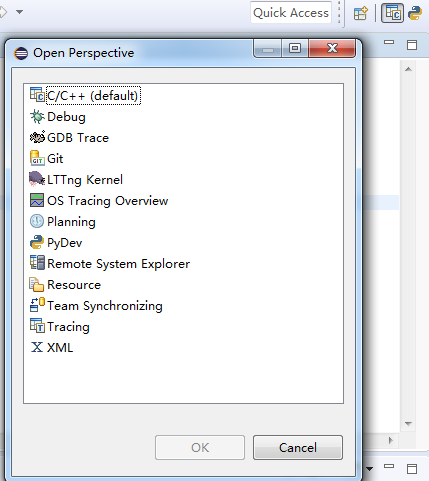 Quick Access
Open Perspective
C/C++ (default)
Debug
GDB Trace
Git
LTTng Kernel
OS Tracing Overview
Planning
PyDev
Remote System Explorer
Resource
Team Synchronizing
Tracing
XML
OK
Cancel